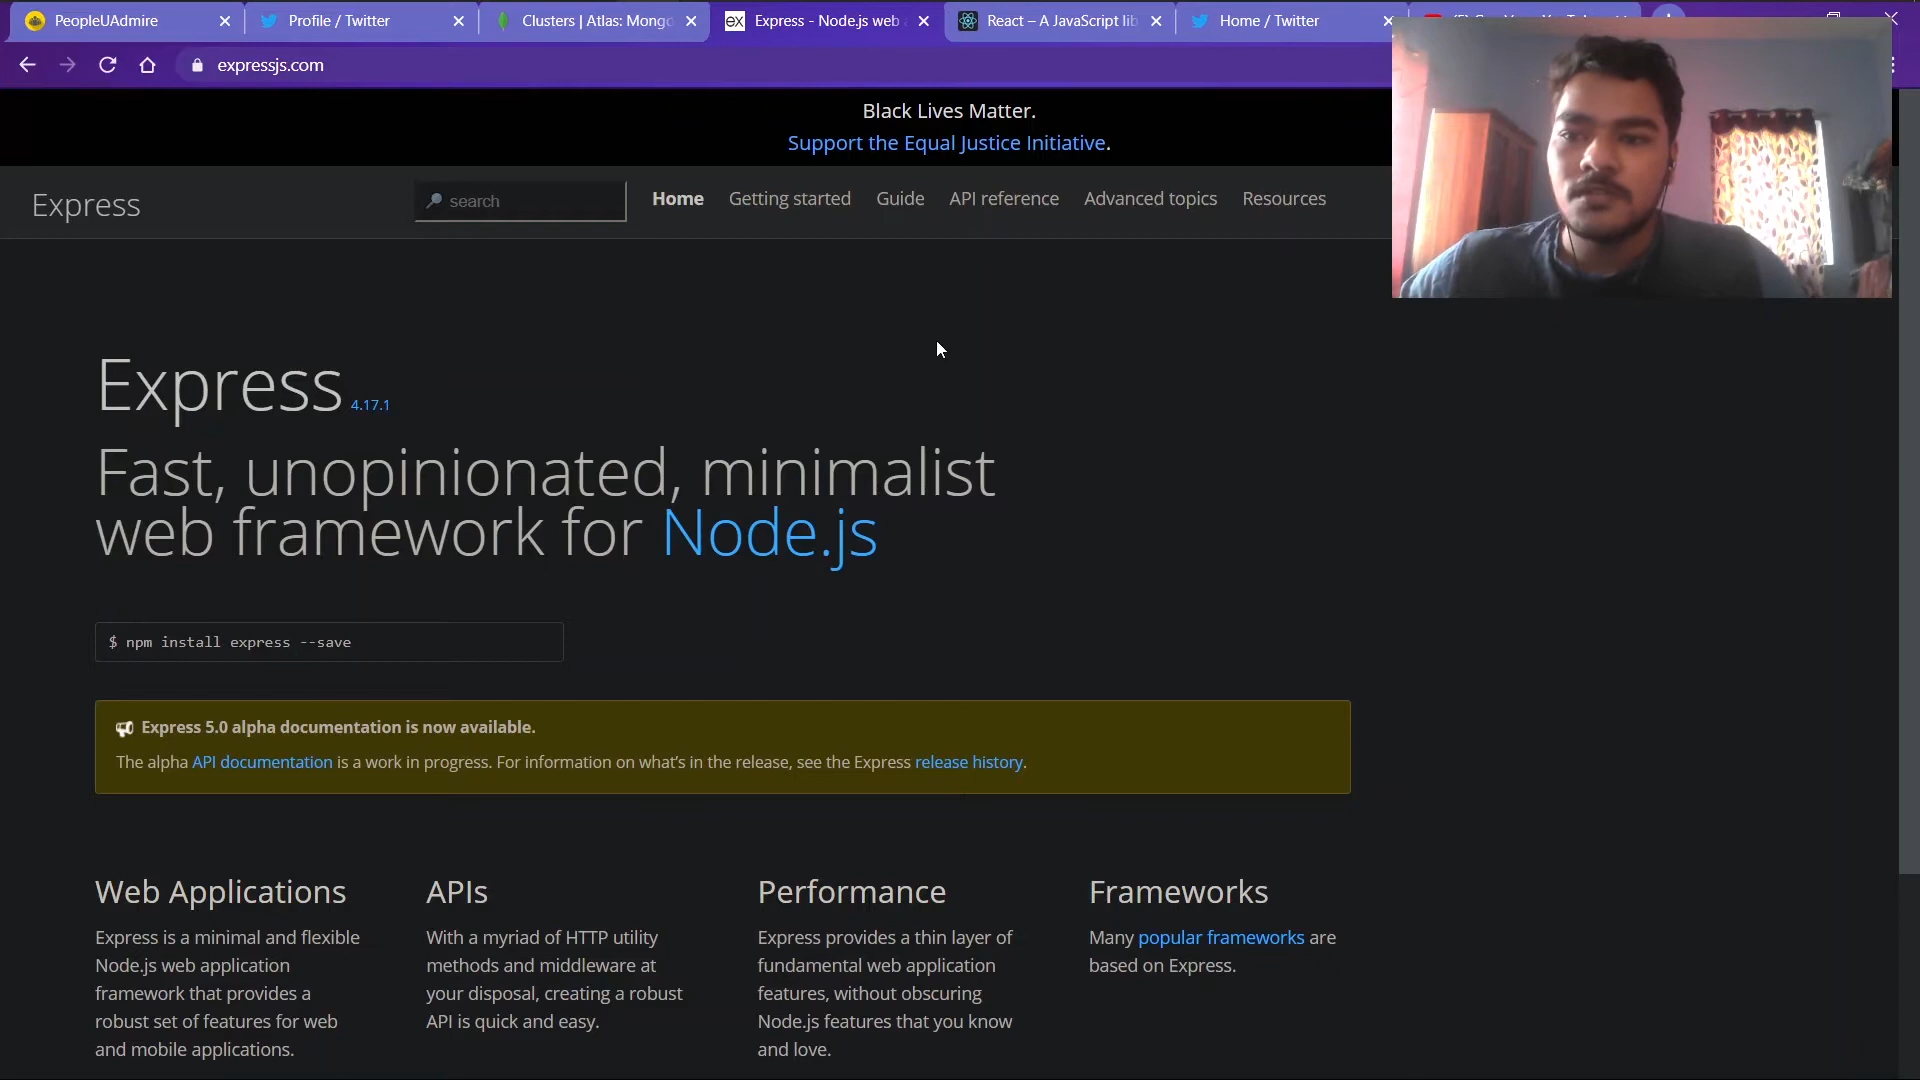 PeopleUAdmire
Profile / Twitter
Clusters | Atlas: Mongo
Express - Node.js web
React – A JavaScript lib
Home / Twitter
expressjs.com
Black Lives Matter.
Support the Equal Justice Initiative.
Express
search
Home
Getting started
Guide
API reference
Advanced topics
Resources
Express 4.17.1
Fast, unopinionated, minimalist
web framework for Node.js
$ npm install express --save
Express 5.0 alpha documentation is now available.
The alpha API documentation is a work in progress. For information on what's in the release, see the Express release history.
Web Applications
Express is a minimal and flexible
Node.js web application
framework that provides a
robust set of features for web
and mobile applications.
APIs
With a myriad of HTTP utility
methods and middleware at
your disposal, creating a robust
API is quick and easy.
Performance
Express provides a thin layer of
fundamental web application
features, without obscuring
Node.js features that you know
and love.
Frameworks
Many popular frameworks are
based on Express.